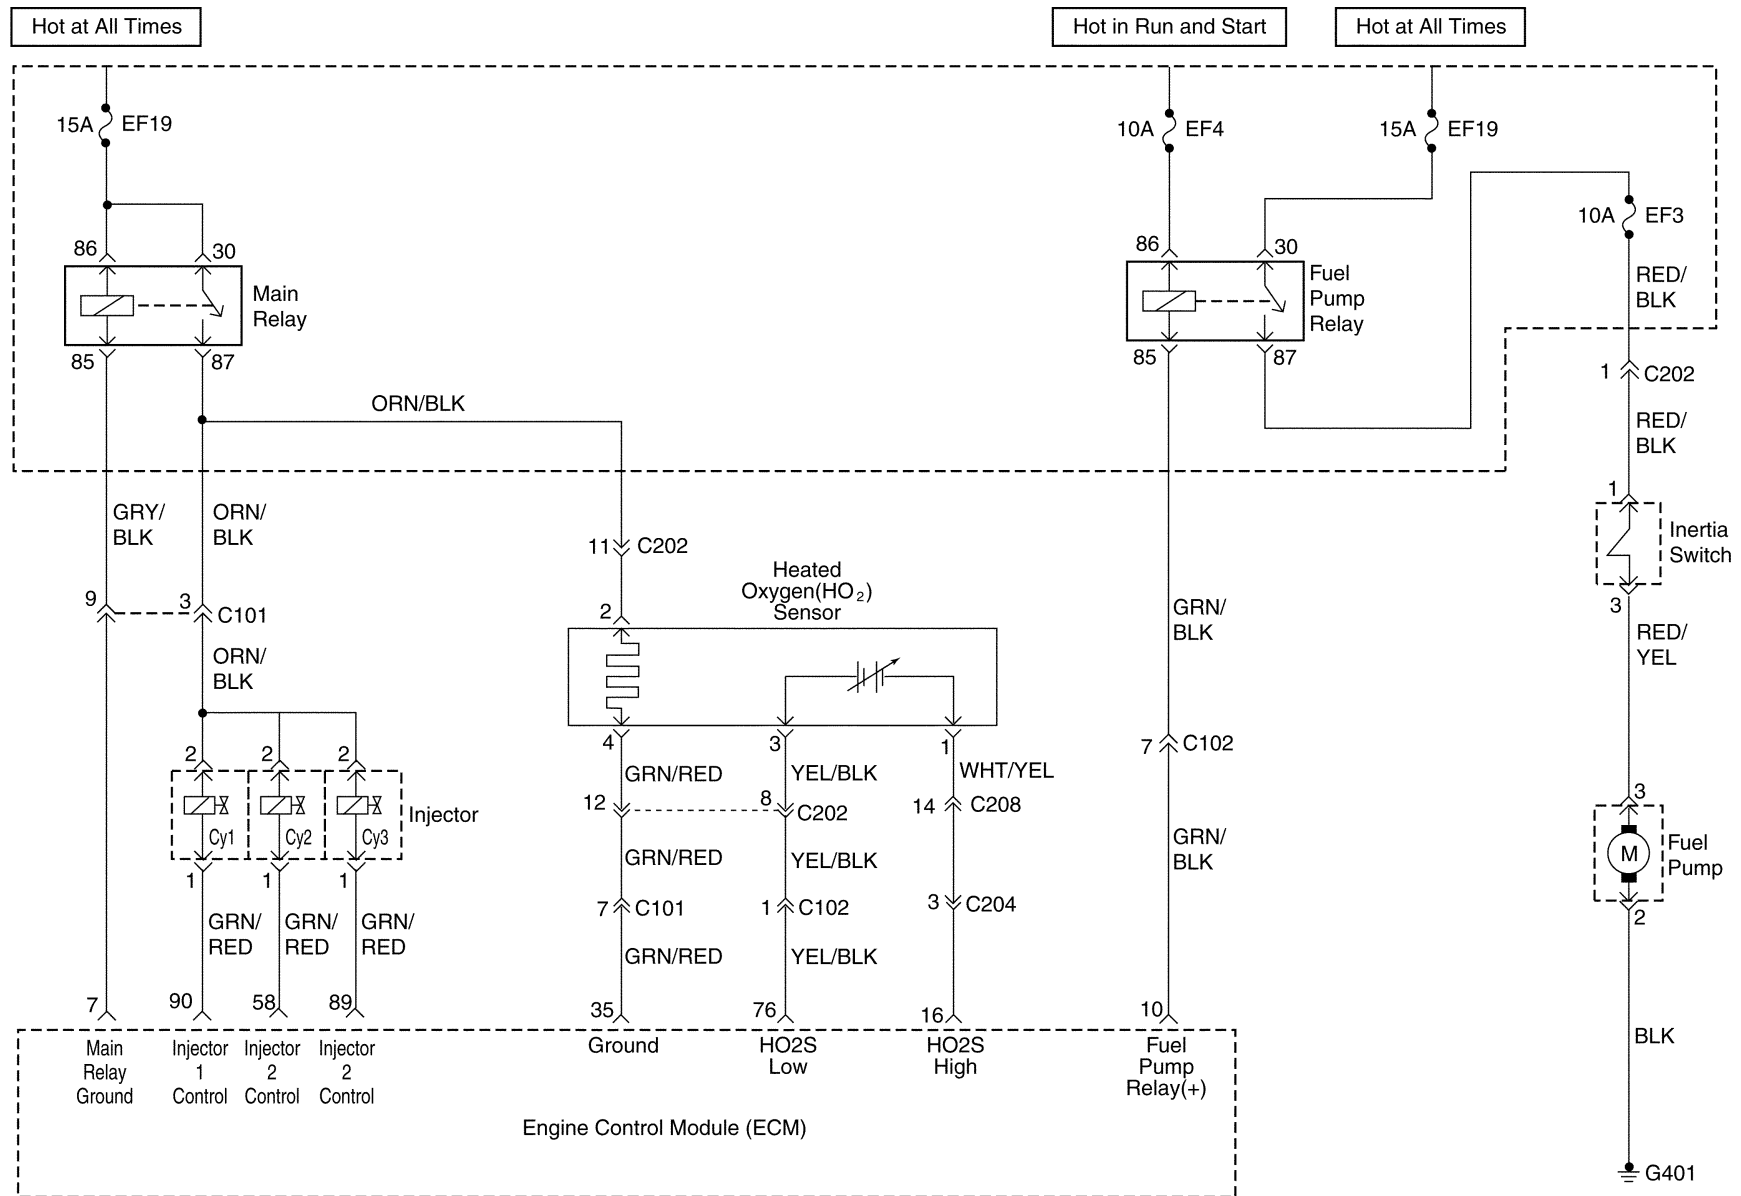 Hot at All Times
Hot in Run and Start
Hot at All Times
15A EF19
10A EF4
15A EF19
10A EF3
86
30
Main
Relay
85
87
86
30
Fuel
Pump
Relay
85
87
RED/
BLK
1 C202
RED/
BLK
ORN/BLK
GRY/
BLK
ORN/
BLK
11 C202
1
Inertia
Switch
3
Heated
Oxygen(HO₂)
Sensor
2
9
3
C101
GRN/
BLK
RED/
YEL
ORN/
BLK
4
3
1
2
2
2
Cy1
Cy2
Cy3
Injector
1
1
1
GRN/RED
YEL/BLK
WHT/YEL
7 C102
12
8
C202
14 C208
3
M
Fuel
Pump
2
GRN/RED
YEL/BLK
GRN/
BLK
7 C101
1 C102
3 C204
GRN/
RED
GRN/
RED
GRN/
RED
GRN/RED
YEL/BLK
7
90
58
89
35
76
16
10
Main
Relay
Ground
Injector
1
Control
Injector
2
Control
Injector
2
Control
Ground
HO2S
Low
HO2S
High
Fuel
Pump
Relay(+)
BLK
Engine Control Module (ECM)
G401